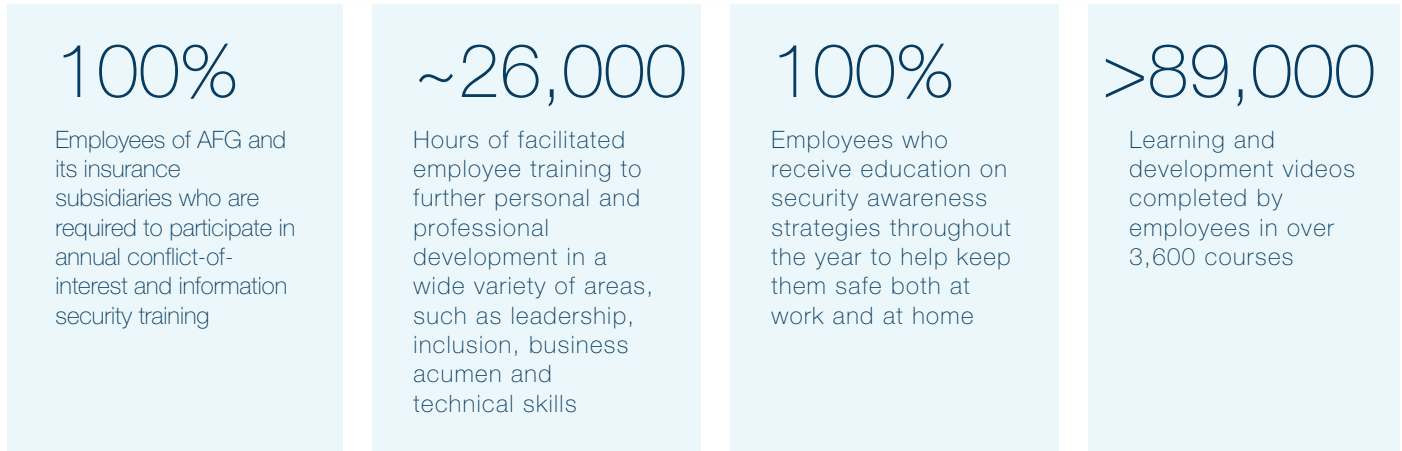 100%
Employees of AFG and
its insurance
subsidiaries who are
required to participate in
annual conflict-of-
interest and information
security training
~26,000
Hours of facilitated
employee training to
further personal and
professional
development in a
wide variety of areas,
such as leadership,
inclusion, business
acumen and
technical skills
100%
Employees who
receive education on
security awareness
strategies throughout
the year to help keep
them safe both at
work and at home
>89,000
Learning and
development videos
completed by
employees in over
3,600 courses